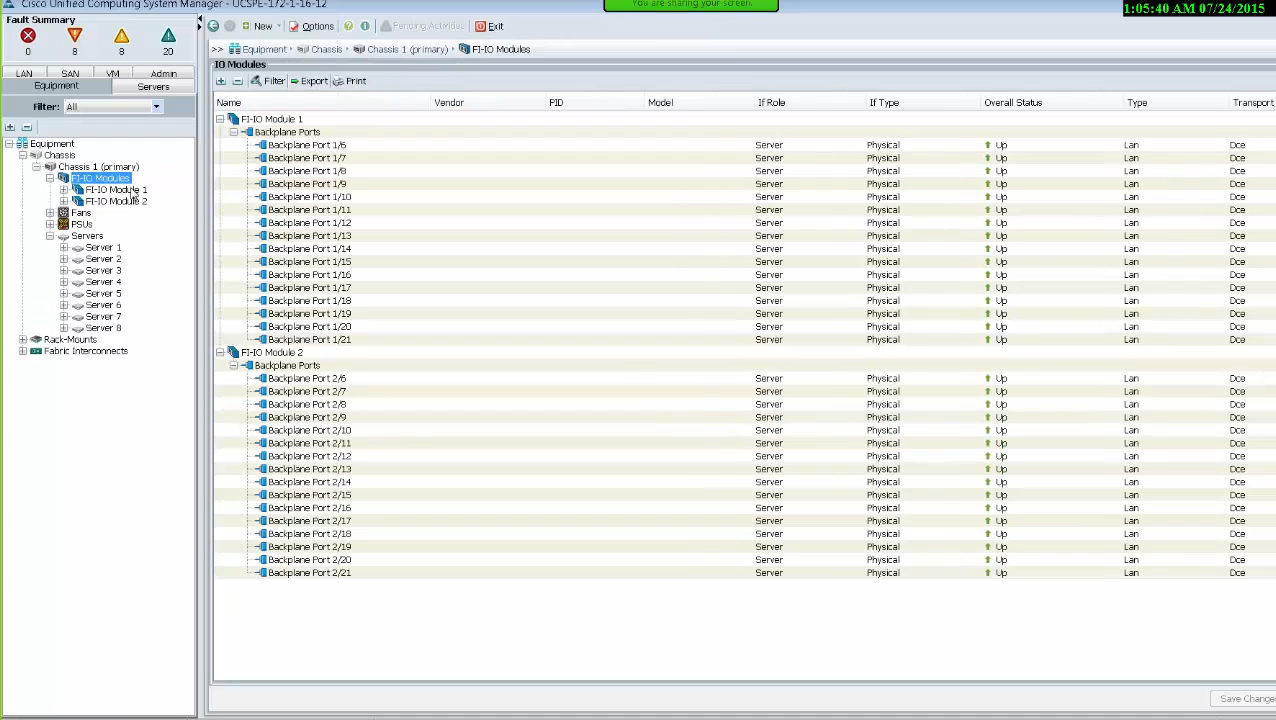 Cisco Unified Computing System Manager - UCSPE-172-1-16-12
You are sharing your screen.
1:05:40 AM 07/24/2015
Fault Summary
0 8 8 20
New Options Pending Activities Exit
>> Equipment Chassis Chassis 1 (primary) FI-IO Modules
LAN SAN VM Admin
Equipment Servers
Filter: All
Equipment
Chassis
Chassis 1 (primary)
FI-IO Modules
FI-IO Module 1
FI-IO Module 2
Fans
PSUs
Servers
Server 1
Server 2
Server 3
Server 4
Server 5
Server 6
Server 7
Server 8
Rack-Mounts
Fabric Interconnects
IO Modules
Filter Export Print
Name Vendor PID Model If Role If Type Overall Status Type Transport
FI-IO Module 1
Backplane Ports
Backplane Port 1/6 Server Physical Up Lan Dce
Backplane Port 1/7 Server Physical Up Lan Dce
Backplane Port 1/8 Server Physical Up Lan Dce
Backplane Port 1/9 Server Physical Up Lan Dce
Backplane Port 1/10 Server Physical Up Lan Dce
Backplane Port 1/11 Server Physical Up Lan Dce
Backplane Port 1/12 Server Physical Up Lan Dce
Backplane Port 1/13 Server Physical Up Lan Dce
Backplane Port 1/14 Server Physical Up Lan Dce
Backplane Port 1/15 Server Physical Up Lan Dce
Backplane Port 1/16 Server Physical Up Lan Dce
Backplane Port 1/17 Server Physical Up Lan Dce
Backplane Port 1/18 Server Physical Up Lan Dce
Backplane Port 1/19 Server Physical Up Lan Dce
Backplane Port 1/20 Server Physical Up Lan Dce
Backplane Port 1/21 Server Physical Up Lan Dce
FI-IO Module 2
Backplane Ports
Backplane Port 2/6 Server Physical Up Lan Dce
Backplane Port 2/7 Server Physical Up Lan Dce
Backplane Port 2/8 Server Physical Up Lan Dce
Backplane Port 2/9 Server Physical Up Lan Dce
Backplane Port 2/10 Server Physical Up Lan Dce
Backplane Port 2/11 Server Physical Up Lan Dce
Backplane Port 2/12 Server Physical Up Lan Dce
Backplane Port 2/13 Server Physical Up Lan Dce
Backplane Port 2/14 Server Physical Up Lan Dce
Backplane Port 2/15 Server Physical Up Lan Dce
Backplane Port 2/16 Server Physical Up Lan Dce
Backplane Port 2/17 Server Physical Up Lan Dce
Backplane Port 2/18 Server Physical Up Lan Dce
Backplane Port 2/19 Server Physical Up Lan Dce
Backplane Port 2/20 Server Physical Up Lan Dce
Backplane Port 2/21 Server Physical Up Lan Dce
Save Change